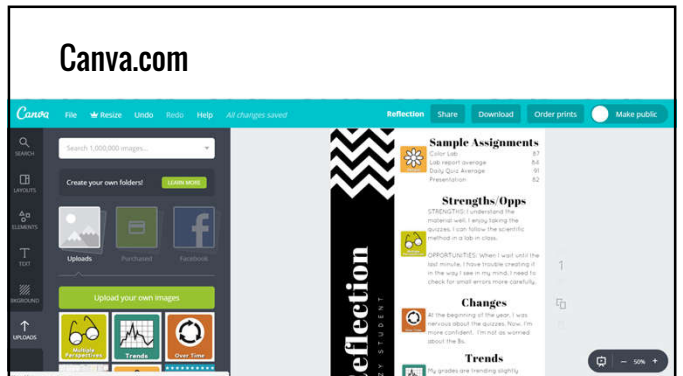 Canva.com
Canva File Resize Undo Redo Help All changes saved Reflection Share Download Order prints Make public
SEARCH
LAYOUTS
ELEMENTS
TEXT
BKGROUND
UPLOADS
Search 1,000,000 images...
Create your own folders! LEARN MORE
Uploads Purchased Facebook
Upload your own images
Multiple
Perspectives
Trends
Over Time
Reflection
ZY STUDENT
Sample Assignments
Color Lab 97
Lab report average 84
Daily Quiz Average 91
Presentation 82
Strengths/Opps
STRENGTHS: I understand the
material well. I enjoy taking the
quizzes. I can follow the scientific
method in a lab in class.
OPPORTUNITIES: When I wait until the
last minute, I have trouble creating it
in the way I see in my mind. I need to
check for small errors more carefully.
Changes
At the beginning of the year, I was
nervous about the quizzes. Now, I'm
more confident. I'm not as worried
about the 8s.
Trends
My grades are trending slightly
1
50%